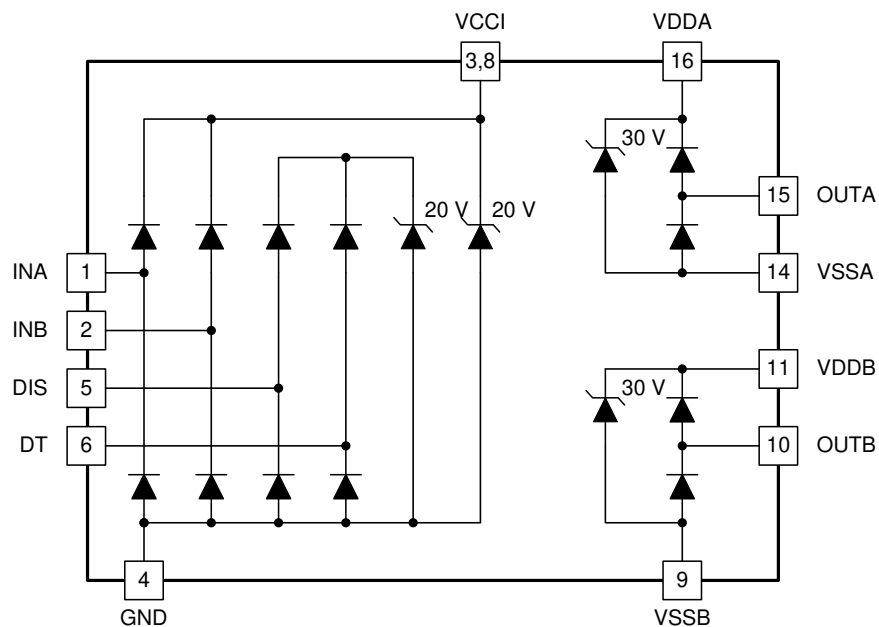 VCCI
VDDA
3,8
16
30 V
15
OUTA
20 V
20 V
INA
1
14
VSSA
INB
2
11
VDDB
DIS
5
30 V
DT
6
10
OUTB
4
9
GND
VSSB